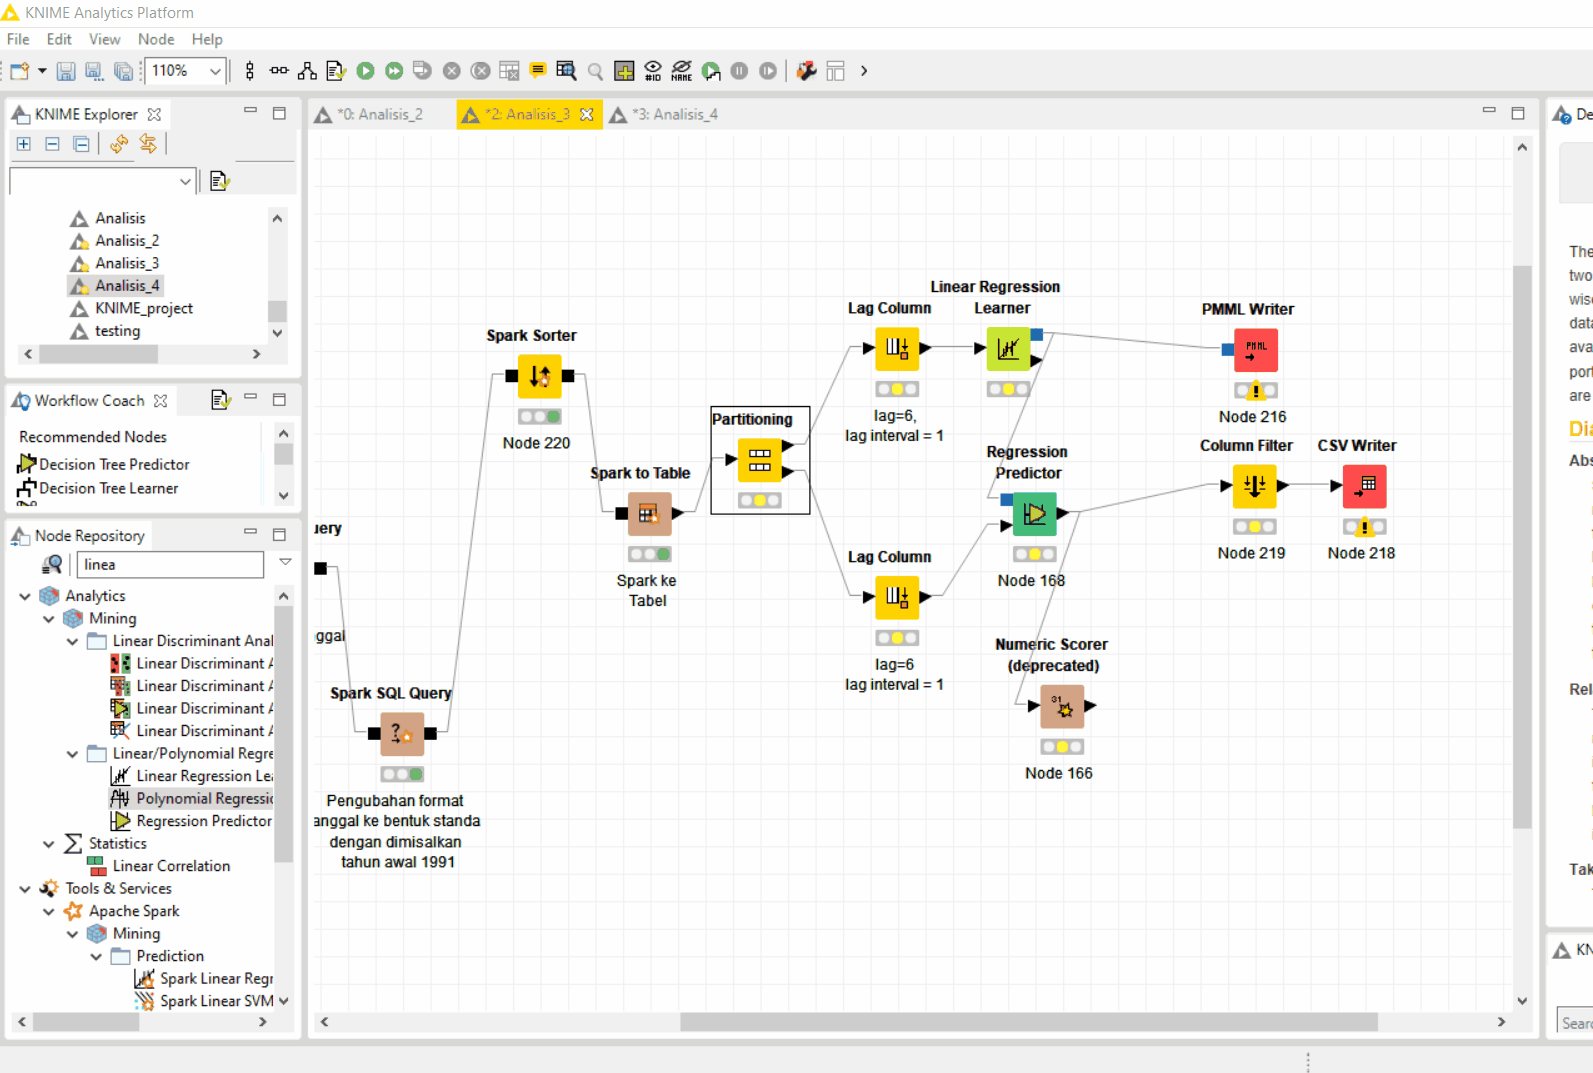 KNIME Analytics Platform
File Edit View Node Help
110%
#ID
NAME
KNIME Explorer
Analisis
Analisis_2
Analisis_3
Analisis_4
KNIME_project
testing
Workflow Coach
Recommended Nodes
Decision Tree Predictor
Decision Tree Learner
Node Repository
linea
Analytics
Mining
Linear Discriminant Anal
Linear Discriminant A
Linear Discriminant A
Linear Discriminant A
Linear Discriminant A
Linear/Polynomial Regre
Linear Regression Lea
Polynomial Regressio
Regression Predictor
Statistics
Linear Correlation
Tools & Services
Apache Spark
Mining
Prediction
Spark Linear Regr
Spark Linear SVM
*0: Analisis_2
*2: Analisis_3
*3: Analisis_4
uery
ggal
Spark SQL Query
Pengubahan format
anggal ke bentuk standa
dengan dimisalkan
tahun awal 1991
Spark Sorter
Node 220
Spark to Table
Spark ke
Tabel
Partitioning
Lag Column
lag=6,
lag interval = 1
Linear Regression
Learner
PMML Writer
PMML
Node 216
Regression
Predictor
Node 168
Column Filter
Node 219
CSV Writer
Node 218
Lag Column
lag=6
lag interval = 1
Numeric Scorer
(deprecated)
31
Node 166
De
The
two
wis
data
ava
port
are
Dia
Abs
Rel
Tak
KN
Searc